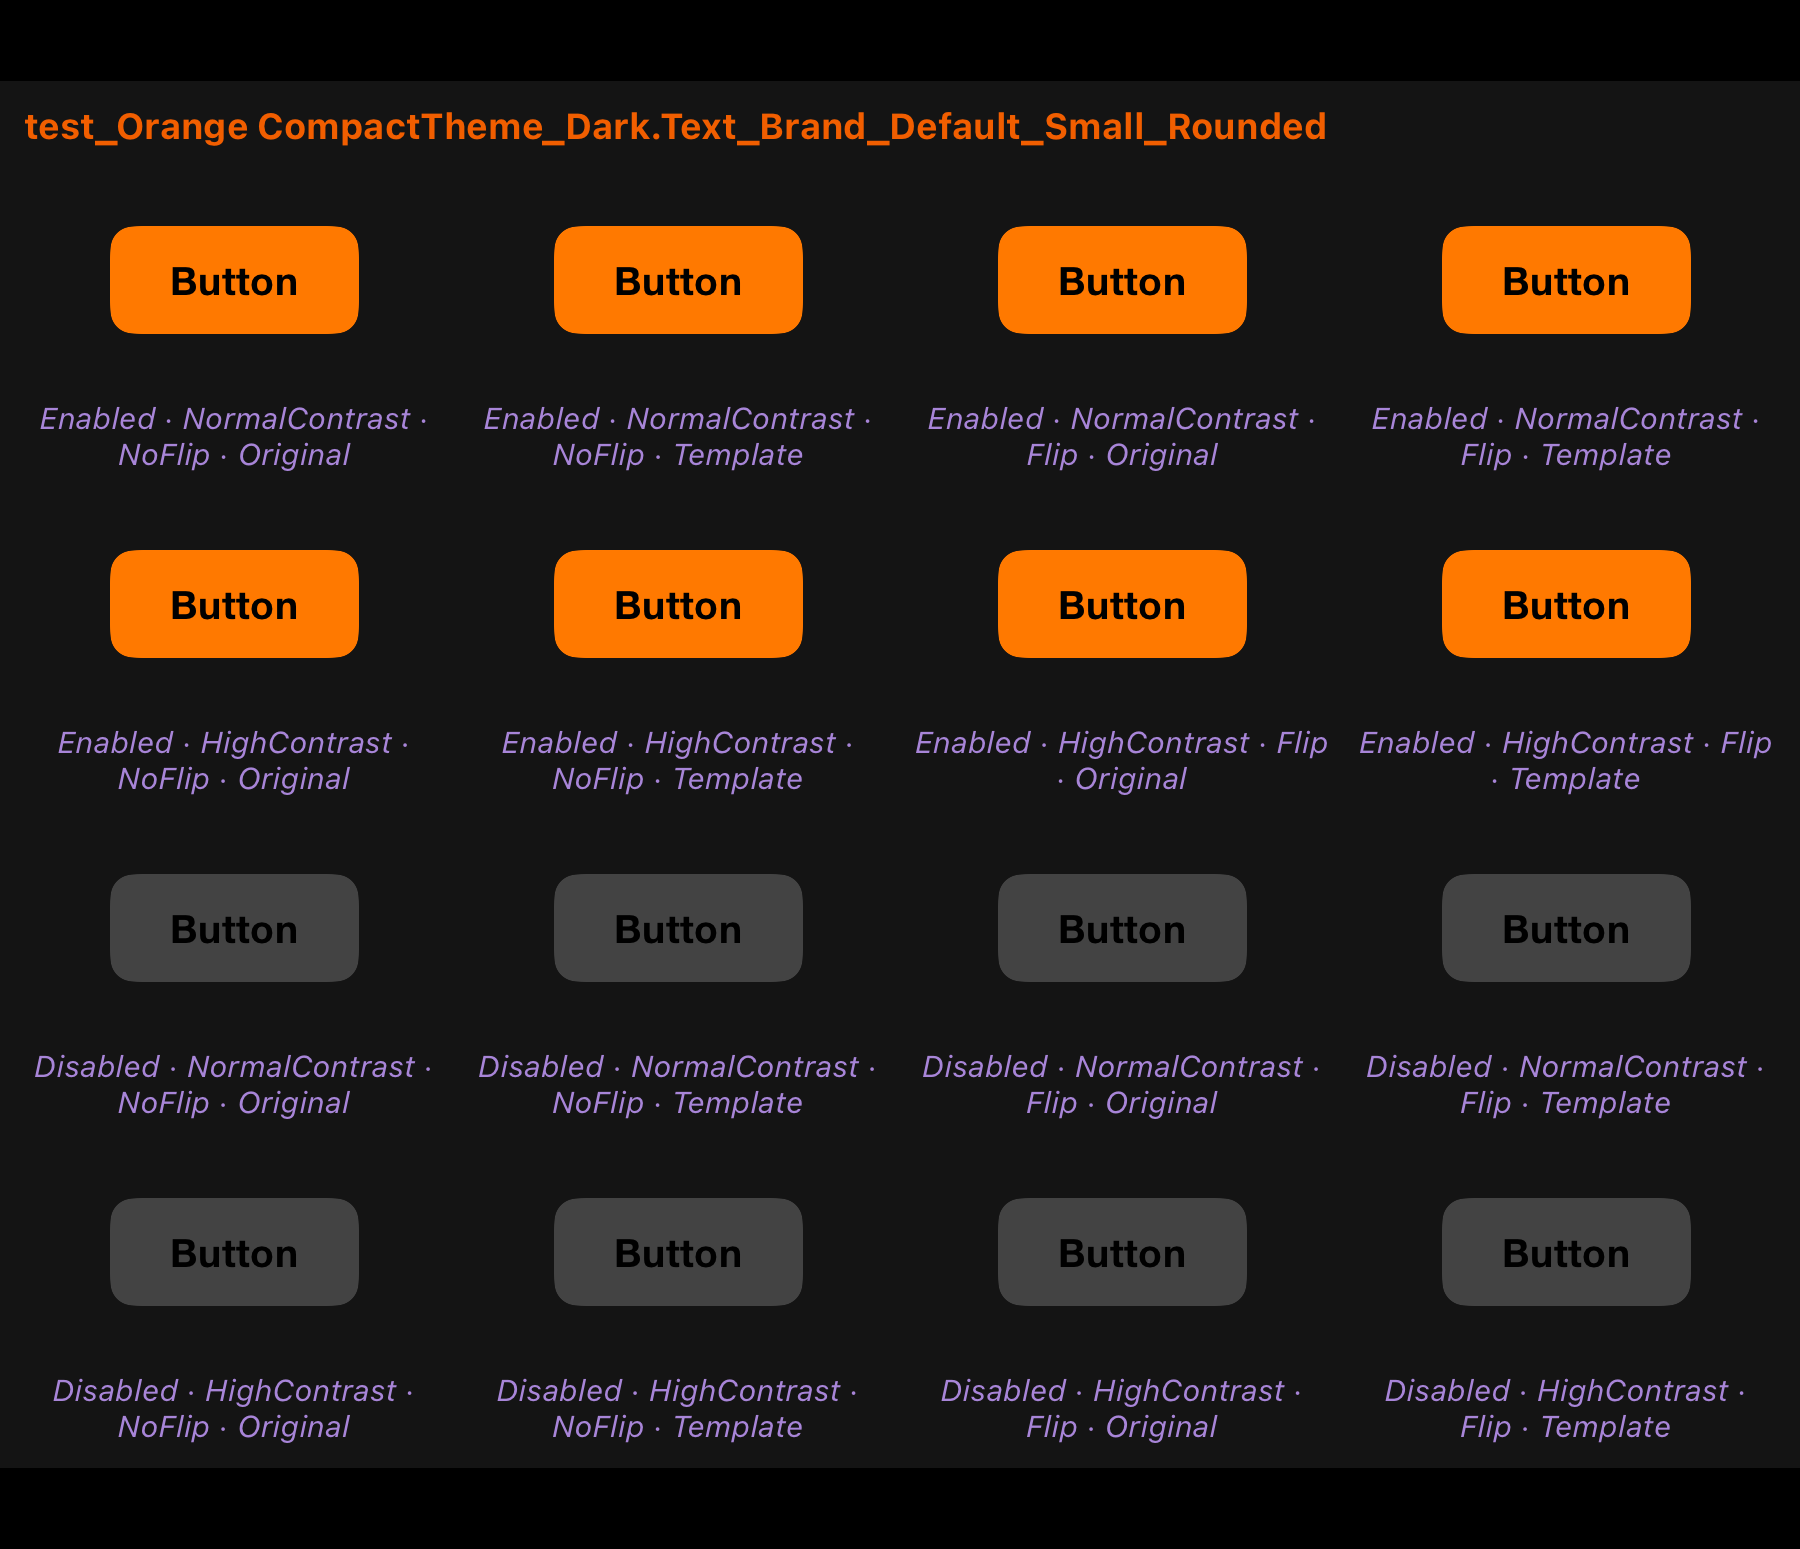 test_Orange CompactTheme_Dark.Text_Brand_Default_Small_Rounded
Button Button Button Button
Enabled · NormalContrast · Enabled · NormalContrast · Enabled · NormalContrast · Enabled · NormalContrast ·
NoFlip · Original NoFlip · Template Flip · Original Flip · Template
Button Button Button Button
Enabled · HighContrast · Enabled · HighContrast · Enabled · HighContrast · Flip Enabled · HighContrast · Flip
NoFlip · Original NoFlip · Template · Original · Template
Button Button Button Button
Disabled · NormalContrast · Disabled · NormalContrast · Disabled · NormalContrast · Disabled · NormalContrast ·
NoFlip · Original NoFlip · Template Flip · Original Flip · Template
Button Button Button Button
Disabled · HighContrast · Disabled · HighContrast · Disabled · HighContrast · Disabled · HighContrast ·
NoFlip · Original NoFlip · Template Flip · Original Flip · Template